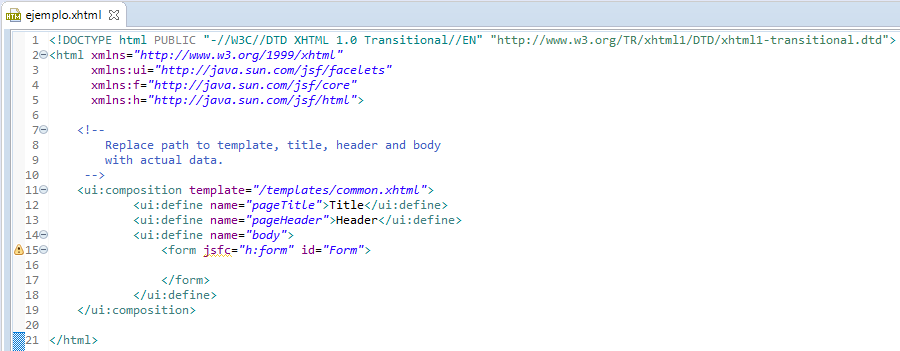 ejemplo.xhtml
1 <!DOCTYPE html PUBLIC "-//W3C//DTD XHTML 1.0 Transitional//EN" "http://www.w3.org/TR/xhtml1/DTD/xhtml1-transitional.dtd">
2 <html xmlns="http://www.w3.org/1999/xhtml"
3 xmlns:ui="http://java.sun.com/jsf/facelets"
4 xmlns:f="http://java.sun.com/jsf/core"
5 xmlns:h="http://java.sun.com/jsf/html">
6
7 <!--
8 Replace path to template, title, header and body
9 with actual data.
10 -->
11 <ui:composition template="/templates/common.xhtml">
12 <ui:define name="pageTitle">Title</ui:define>
13 <ui:define name="pageHeader">Header</ui:define>
14 <ui:define name="body">
15 <form jsfc="h:form" id="Form">
16
17 </form>
18 </ui:define>
19 </ui:composition>
20
21 </html>